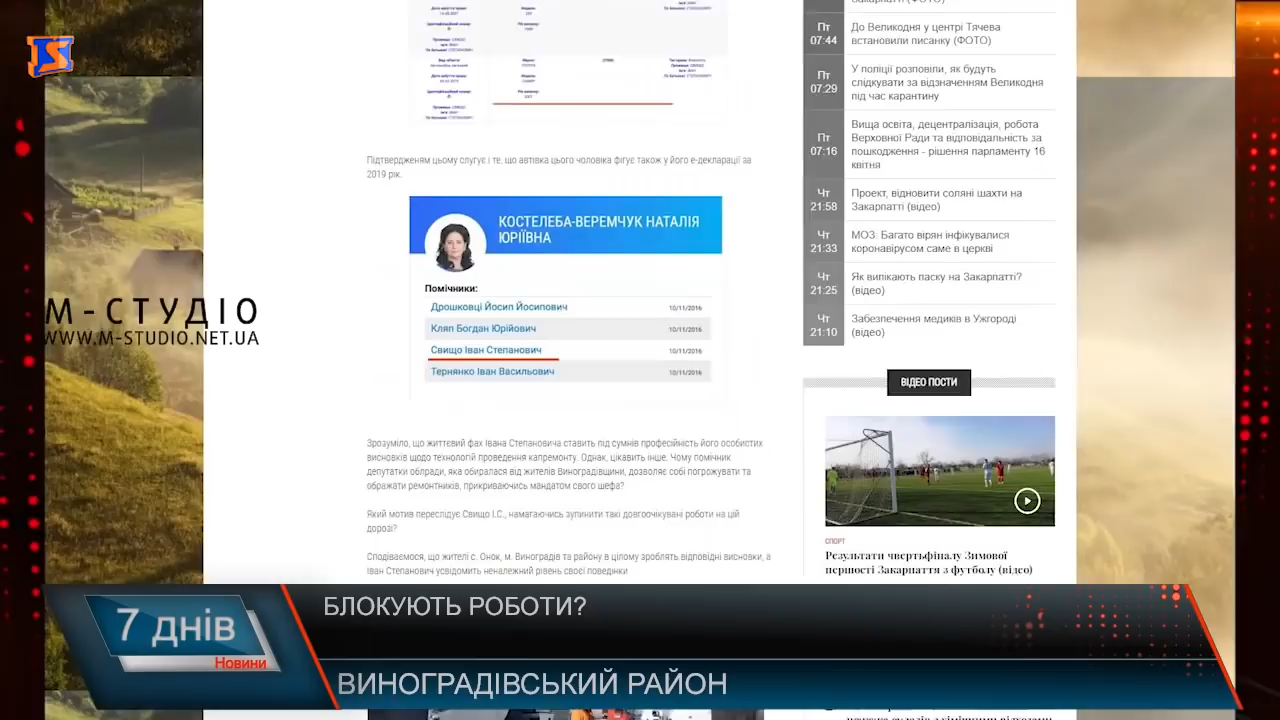 Підтвердженям цьому слугує і те, що автівка цього чоловіка фігує також у його е-декларації за
2019 рік.
КОСТЕЛЕБА-ВЕРЕМЧУК НАТАЛІЯ
ЮРІЇВНА
Помічники:
Дрошковці Йосип Йосипович 10/11/2016
Кляп Богдан Юрійович 10/11/2016
Свищо Іван Степанович 10/11/2016
Тернянко Іван Васильович 10/11/2016
Зрозуміло, що життєвий фах Івана Степановича ставить під сумнів професійність його особистих
висновків щодо технологій проведення капремонту. Однак, цікавить інше. Чому помічник
депутатки облради, яка обиралася від жителів Виноградівщини, дозволяє собі погрожувати та
ображати ремонтників, прикриваючись мандатом свого шефа?
Який мотив переслідує Свищо І.С., намагаючись зупинити такі довгоочікувані роботи на цій
дорозі?
Сподіваємося, що жителі с. Онок, м. Виноградів та району в цілому зроблять відповідні висновки, а
Іван Степанович усвідомить неналежний рівень своєї поведінки
Пт
07:44
До Великодня у центрі Тячева
встановили писанку (ФОТО)
Пт
07:29
У поліції розповіли, як будуть
слідкувати за відзначенням Великодня
під час карантину
Пт
07:16
Вища освіта, децентралізація, робота
Верховної Ради та відповідальність за
пошкодження - рішення парламенту 16
квітня
Чт
21:58
Проект, відновити соляні шахти на
Закарпатті (відео)
Чт
21:33
МОЗ: Багато вірян інфікувалися
коронавірусом саме в церкві
Чт
21:25
Як випікають паску на Закарпатті?
(відео)
Чт
21:10
Забезпечення медиків в Ужгороді
(відео)
ВІДЕО ПОСТИ
СПОРТ
Результати чвертьфіналу Зимової
першості Закарпаття з футболу (відео)
М-СТУДІО
WWW.M-STUDIO.NET.UA
7 днів
Новини
БЛОКУЮТЬ РОБОТИ?
ВИНОГРАДІВСЬКИЙ РАЙОН